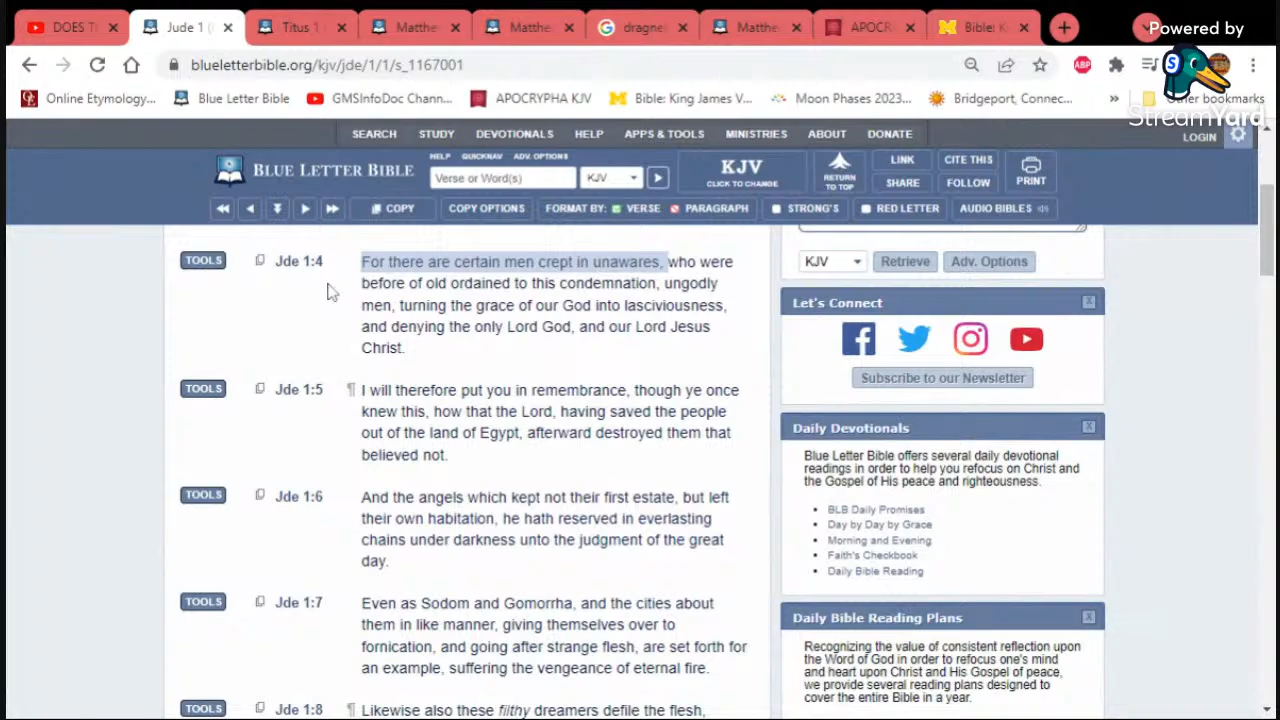 DOES T
Jude 1 (
Titus 1
Matthe
Matthe
dragne
Matthe
APOCR
Bible: K
Powered by
blueletterbible.org/kjv/jde/1/1/s_1167001
ABP
Online Etymology...
Blue Letter Bible
GMSInfoDoc Chann...
APOCRYPHA KJV
Bible: King James V...
Moon Phases 2023...
Bridgeport, Connec...
»
Other bookmarks
StreamYard
SEARCH STUDY DEVOTIONALS HELP APPS & TOOLS MINISTRIES ABOUT DONATE
LOGIN
BLUE LETTER BIBLE
HELP QUICKNAV ADV. OPTIONS
Verse or Word(s)
KJV
KJV
CLICK TO CHANGE
RETURN
TO TOP
LINK
CITE THIS
SHARE
FOLLOW
PRINT
COPY COPY OPTIONS FORMAT BY: VERSE PARAGRAPH STRONG'S RED LETTER AUDIO BIBLES
TOOLS Jde 1:4 For there are certain men crept in unawares, who were
before of old ordained to this condemnation, ungodly
men, turning the grace of our God into lasciviousness,
and denying the only Lord God, and our Lord Jesus
Christ.
TOOLS Jde 1:5 ¶ I will therefore put you in remembrance, though ye once
knew this, how that the Lord, having saved the people
out of the land of Egypt, afterward destroyed them that
believed not.
TOOLS Jde 1:6 And the angels which kept not their first estate, but left
their own habitation, he hath reserved in everlasting
chains under darkness unto the judgment of the great
day.
TOOLS Jde 1:7 Even as Sodom and Gomorrha, and the cities about
them in like manner, giving themselves over to
fornication, and going after strange flesh, are set forth for
an example, suffering the vengeance of eternal fire.
TOOLS Jde 1:8 ¶ Likewise also these filthy dreamers defile the flesh,
KJV Retrieve Adv. Options
Let's Connect
Subscribe to our Newsletter
Daily Devotionals
Blue Letter Bible offers several daily devotional
readings in order to help you refocus on Christ and
the Gospel of His peace and righteousness.
• BLB Daily Promises
• Day by Day by Grace
• Morning and Evening
• Faith's Checkbook
• Daily Bible Reading
Daily Bible Reading Plans
Recognizing the value of consistent reflection upon
the Word of God in order to refocus one's mind
and heart upon Christ and His Gospel of peace,
we provide several reading plans designed to
cover the entire Bible in a year.